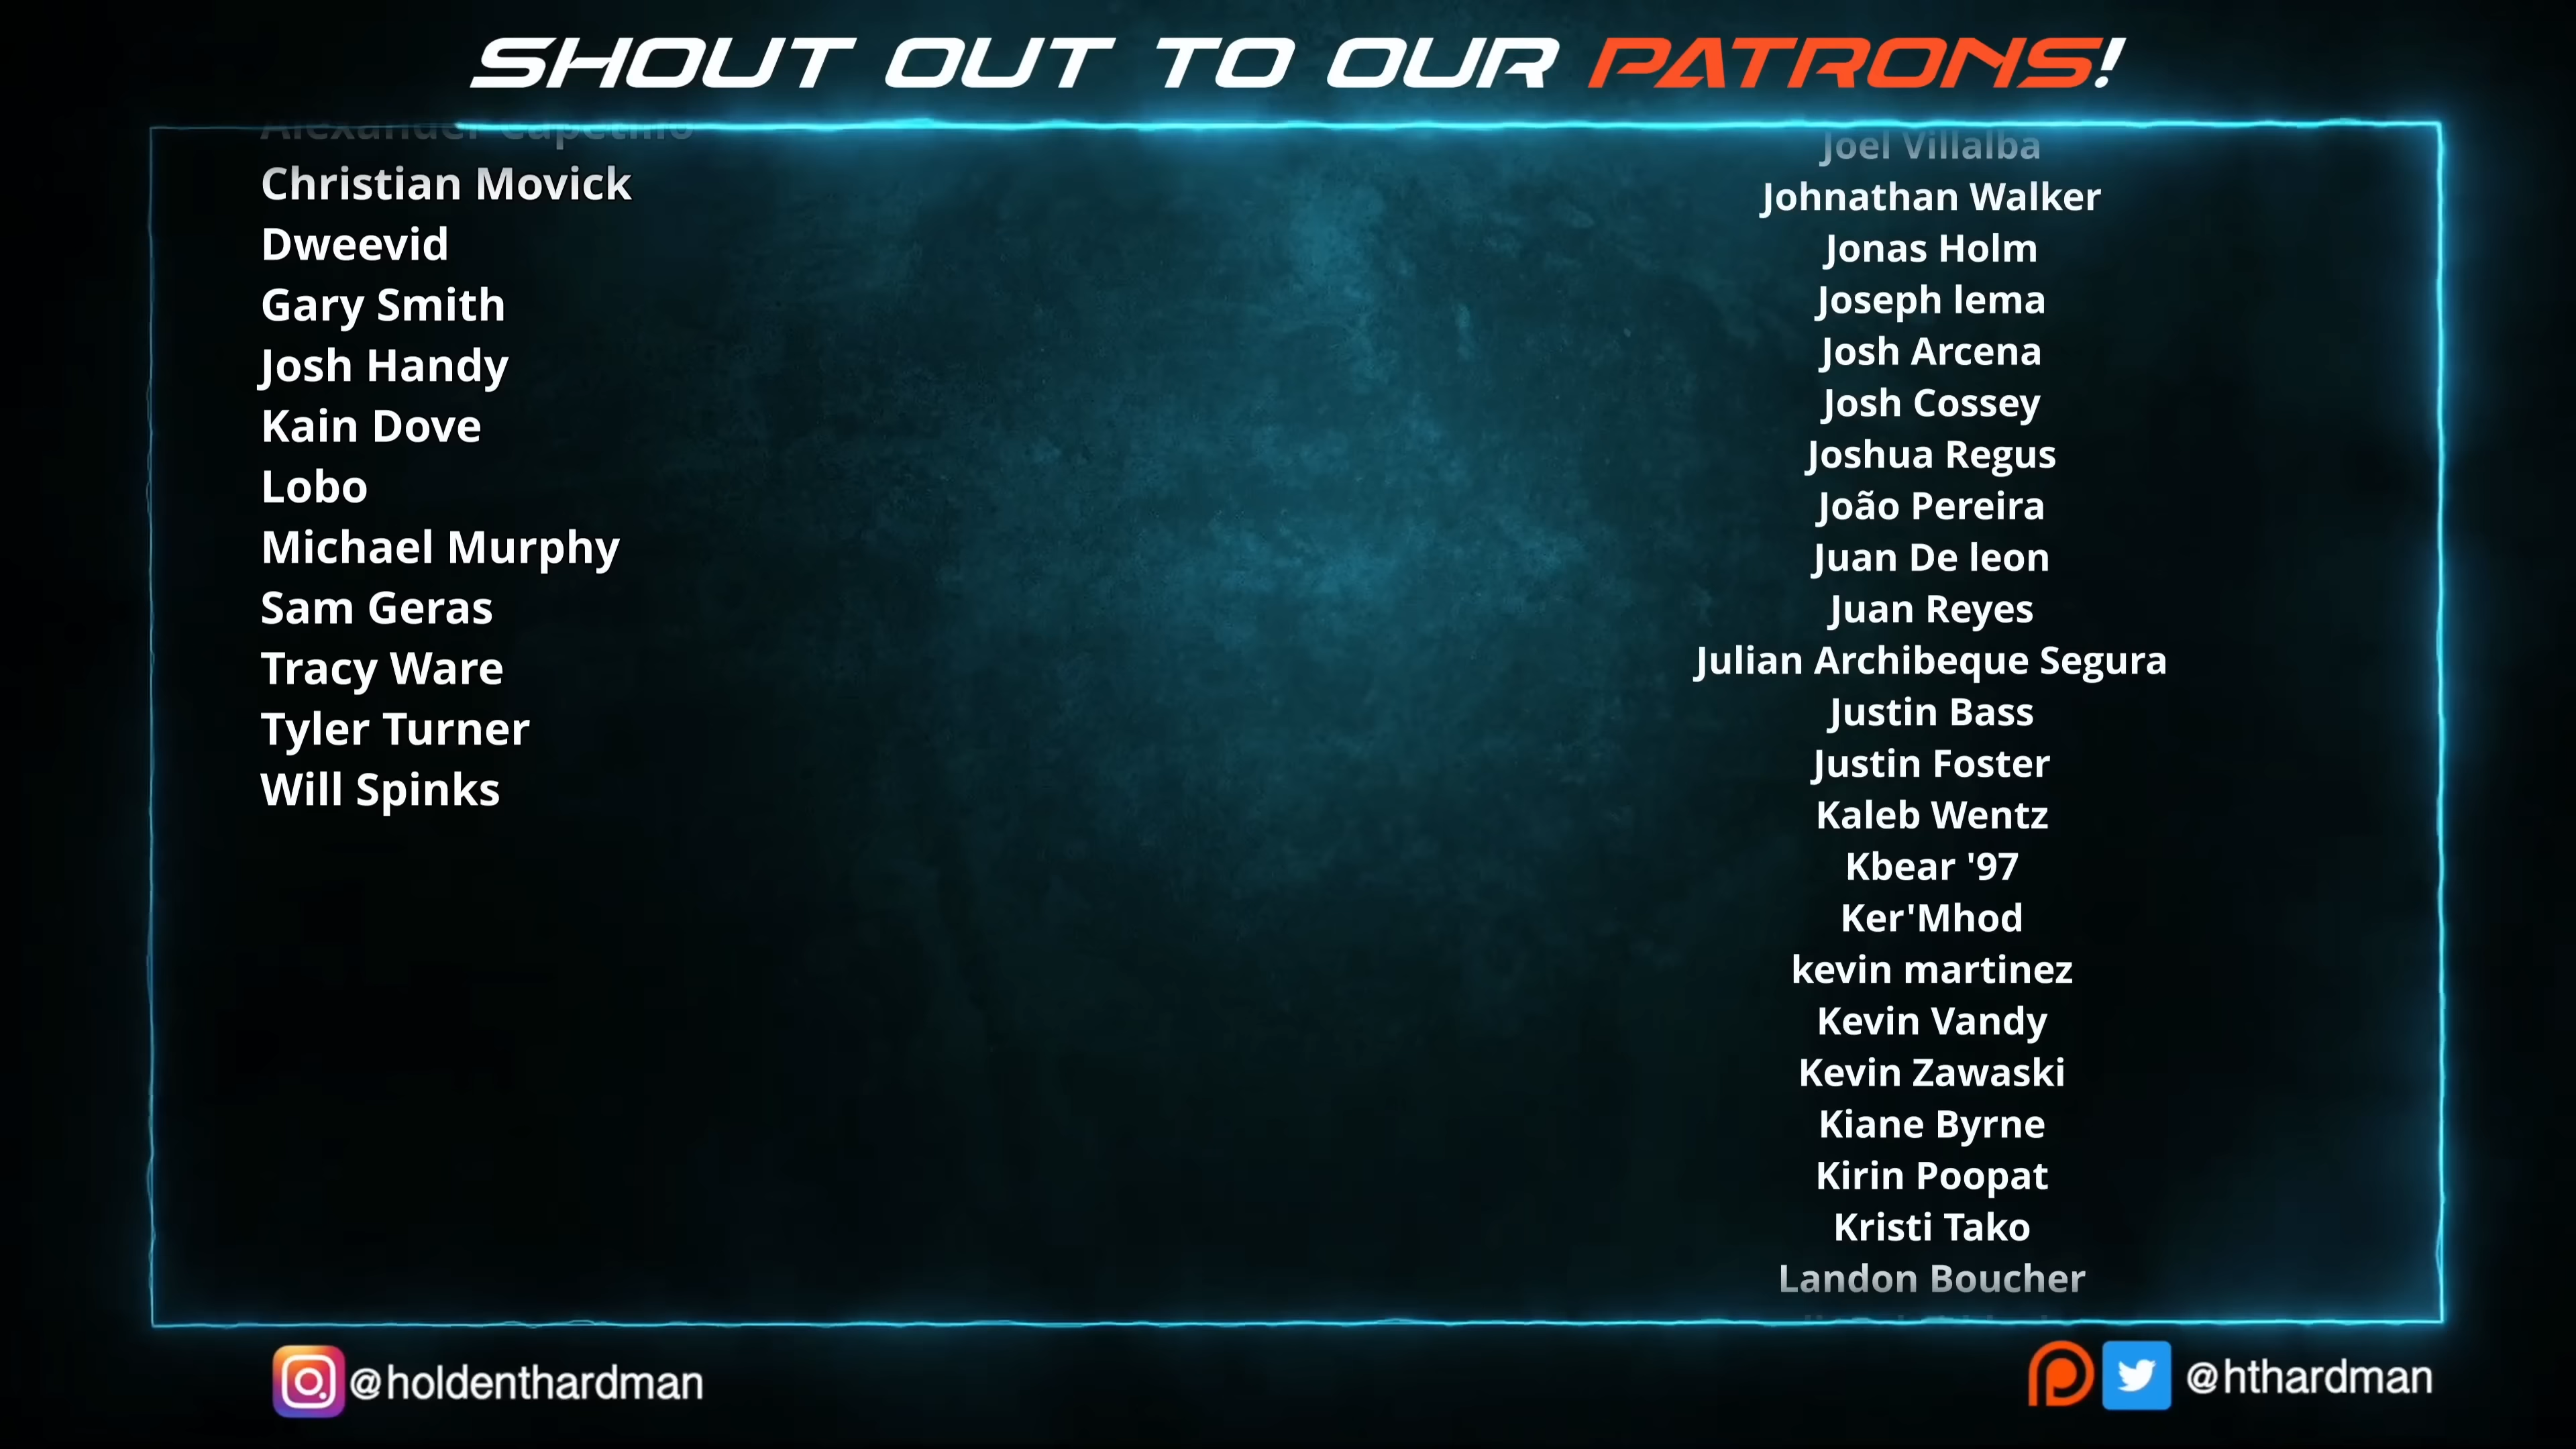 SHOUT OUT TO OUR PATRONS!
Christian Movick
Dweevid
Gary Smith
Josh Handy
Kain Dove
Lobo
Michael Murphy
Sam Geras
Tracy Ware
Tyler Turner
Will Spinks
Joel Villalba
Johnathan Walker
Jonas Holm
Joseph lema
Josh Arcena
Josh Cossey
Joshua Regus
João Pereira
Juan De leon
Juan Reyes
Julian Archibeque Segura
Justin Bass
Justin Foster
Kaleb Wentz
Kbear '97
Ker'Mhod
kevin martinez
Kevin Vandy
Kevin Zawaski
Kiane Byrne
Kirin Poopat
Kristi Tako
Landon Boucher
@holdenthardman
@hthardman